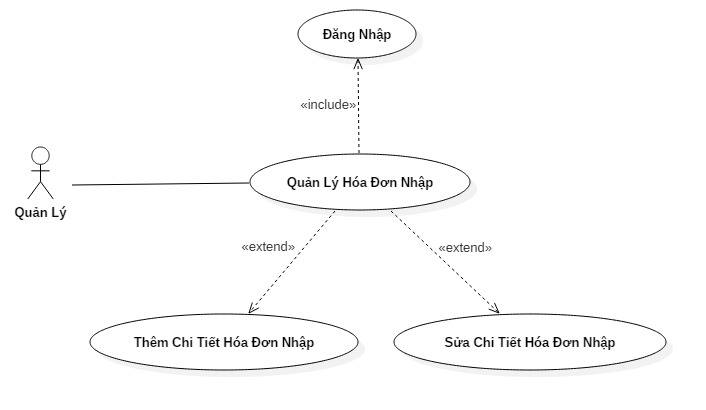 Đăng Nhập
«include»
Quản Lý Hóa Đơn Nhập
Quản Lý
«extend»
«extend»
Thêm Chi Tiết Hóa Đơn Nhập
Sửa Chi Tiết Hóa Đơn Nhập